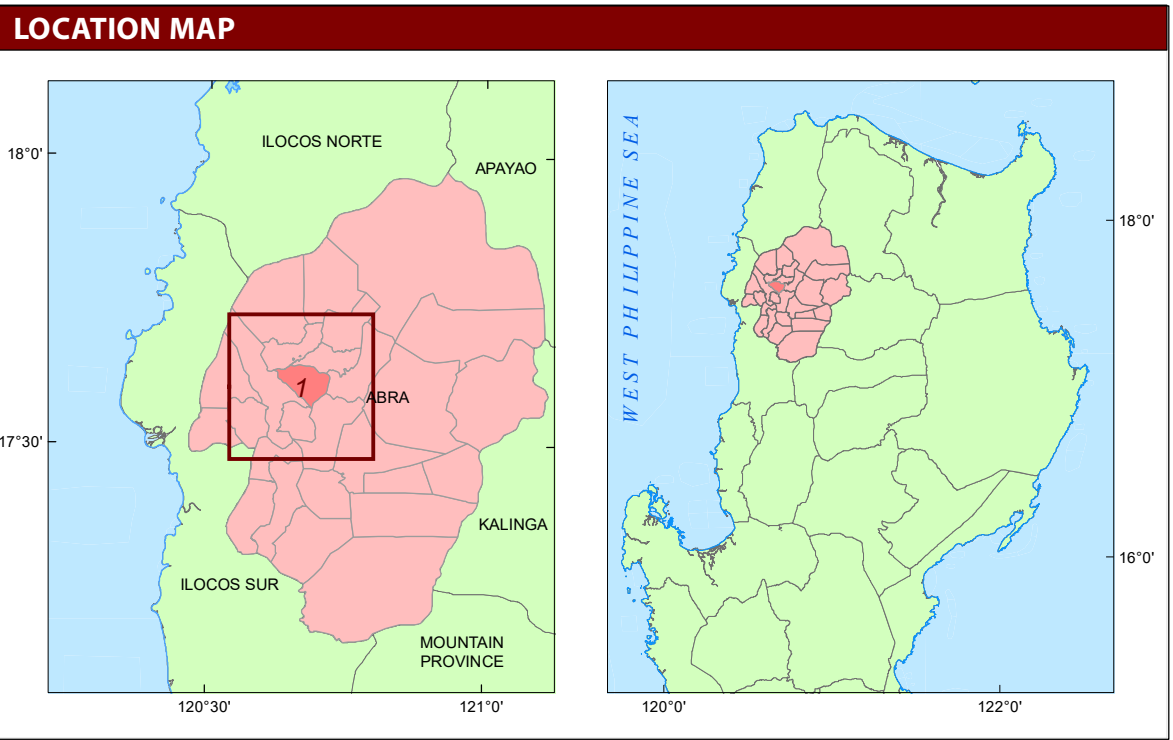 LOCATION MAP
ILOCOS NORTE
18°0'
APAYAO
ABRA
1
17°30'
KALINGA
ILOCOS SUR
MOUNTAIN
PROVINCE
120°30'
121°0'
WEST PHILIPPINE SEA
18°0'
16°0'
120°0'
122°0'